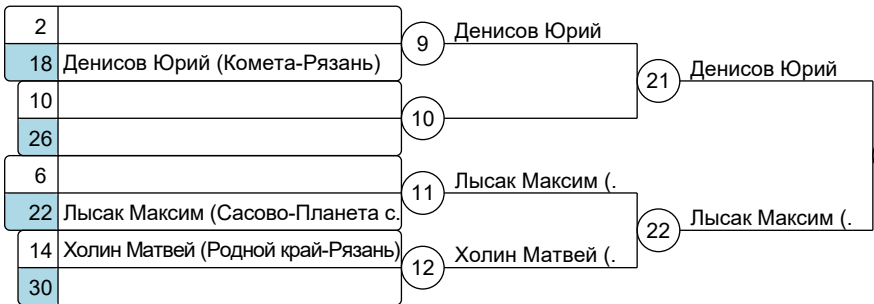 2
9 Денисов Юрий
18 Денисов Юрий (Комета-Рязань)
21 Денисов Юрий
10
10
26
6
11 Лысак Максим (.
22 Лысак Максим (Сасово-Планета с.
22 Лысак Максим (.
14 Холин Матвей (Родной край-Рязань)
12 Холин Матвей (.
30